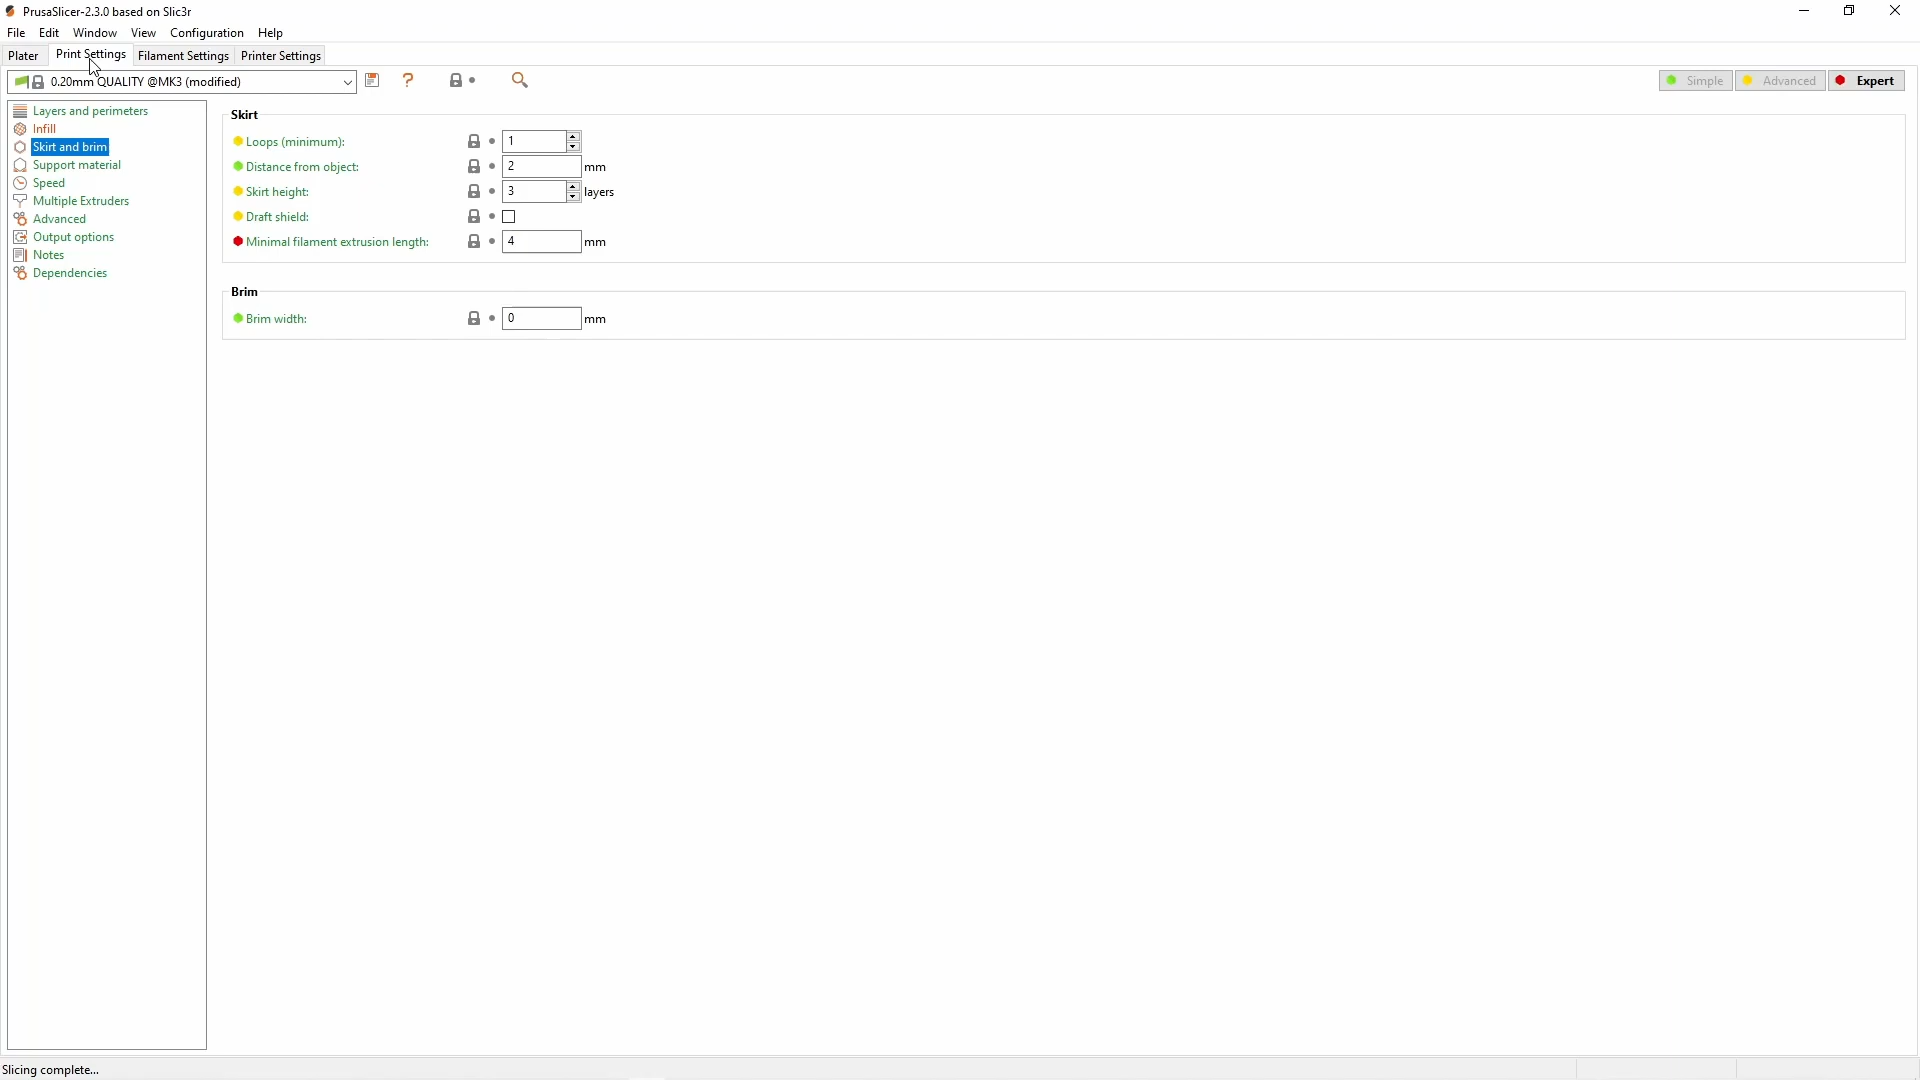 PrusaSlicer-2.3.0 based on Slic3r
File Edit Window View Configuration Help
Plater Print Settings Filament Settings Printer Settings
0.20mm QUALITY @MK3 (modified) ? Simple Advanced Expert
Layers and perimeters
Infill
Skirt and brim
Support material
Speed
Multiple Extruders
Advanced
Output options
Notes
Dependencies
Skirt
Loops (minimum): 1
Distance from object: 2 mm
Skirt height: 3 layers
Draft shield:
Minimal filament extrusion length: 4 mm
Brim
Brim width: 0 mm
Slicing complete...